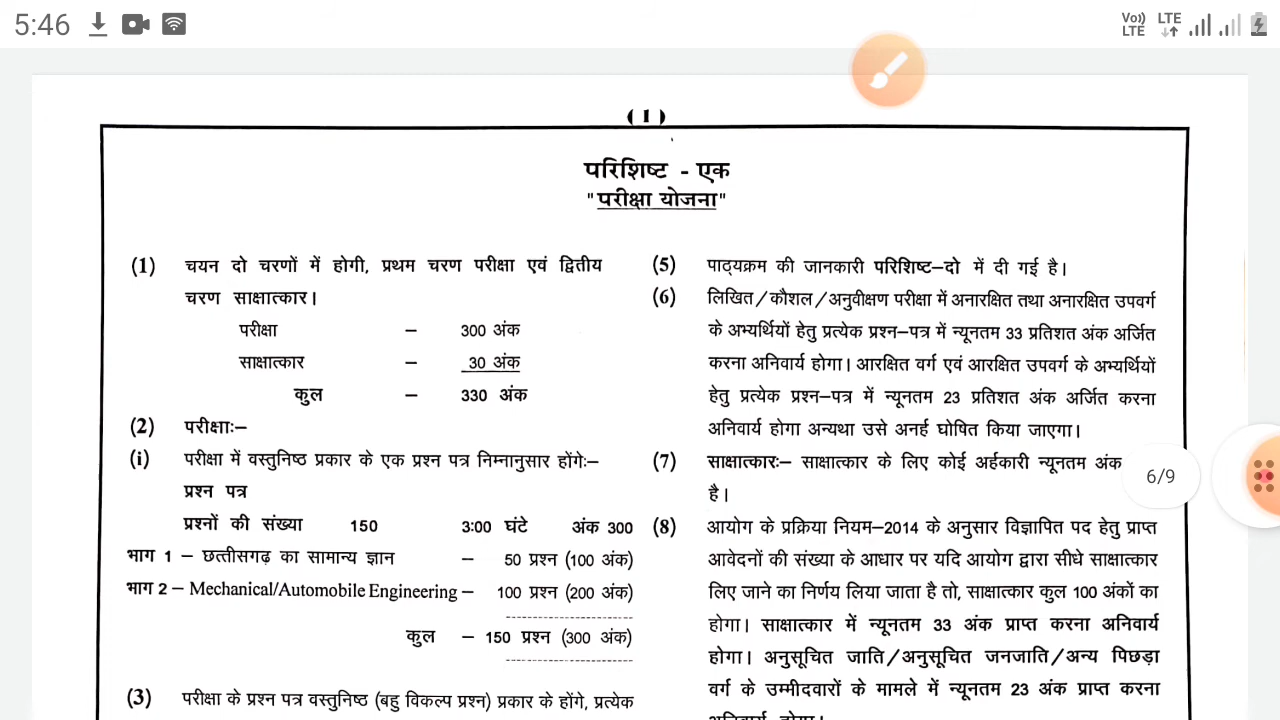 5:46
Vo)) LTE LTE
( 1 )
परिशिष्ट - एक
"परीक्षा योजना"
(1) चयन दो चरणों में होगी, प्रथम चरण परीक्षा एवं द्वितीय
चरण साक्षात्कार।
परीक्षा – 300 अंक
साक्षात्कार – 30 अंक
कुल – 330 अंक
(2) परीक्षाः–
(i) परीक्षा में वस्तुनिष्ठ प्रकार के एक प्रश्न पत्र निम्नानुसार होंगेः–
प्रश्न पत्र
प्रश्नों की संख्या 150 3:00 घंटे अंक 300
भाग 1 – छत्तीसगढ़ का सामान्य ज्ञान – 50 प्रश्न (100 अंक)
भाग 2 – Mechanical/Automobile Engineering – 100 प्रश्न (200 अंक)
कुल – 150 प्रश्न (300 अंक)
(3) परीक्षा के प्रश्न पत्र वस्तुनिष्ठ (बहु विकल्प प्रश्न) प्रकार के होंगे, प्रत्येक
(5) पाठ्यक्रम की जानकारी परिशिष्ट–दो में दी गई है।
(6) लिखित/कौशल/अनुवीक्षण परीक्षा में अनारक्षित तथा अनारक्षित उपवर्ग
के अभ्यर्थियों हेतु प्रत्येक प्रश्न–पत्र में न्यूनतम 33 प्रतिशत अंक अर्जित
करना अनिवार्य होगा। आरक्षित वर्ग एवं आरक्षित उपवर्ग के अभ्यर्थियों
हेतु प्रत्येक प्रश्न–पत्र में न्यूनतम 23 प्रतिशत अंक अर्जित करना
अनिवार्य होगा अन्यथा उसे अनर्ह घोषित किया जाएगा।
(7) साक्षात्कारः– साक्षात्कार के लिए कोई अर्हकारी न्यूनतम अंक
है।
6/9
(8) आयोग के प्रक्रिया नियम–2014 के अनुसार विज्ञापित पद हेतु प्राप्त
आवेदनों की संख्या के आधार पर यदि आयोग द्वारा सीधे साक्षात्कार
लिए जाने का निर्णय लिया जाता है तो, साक्षात्कार कुल 100 अंकों का
होगा। साक्षात्कार में न्यूनतम 33 अंक प्राप्त करना अनिवार्य
होगा। अनुसूचित जाति/अनुसूचित जनजाति/अन्य पिछड़ा
वर्ग के उम्मीदवारों के मामले में न्यूनतम 23 अंक प्राप्त करना